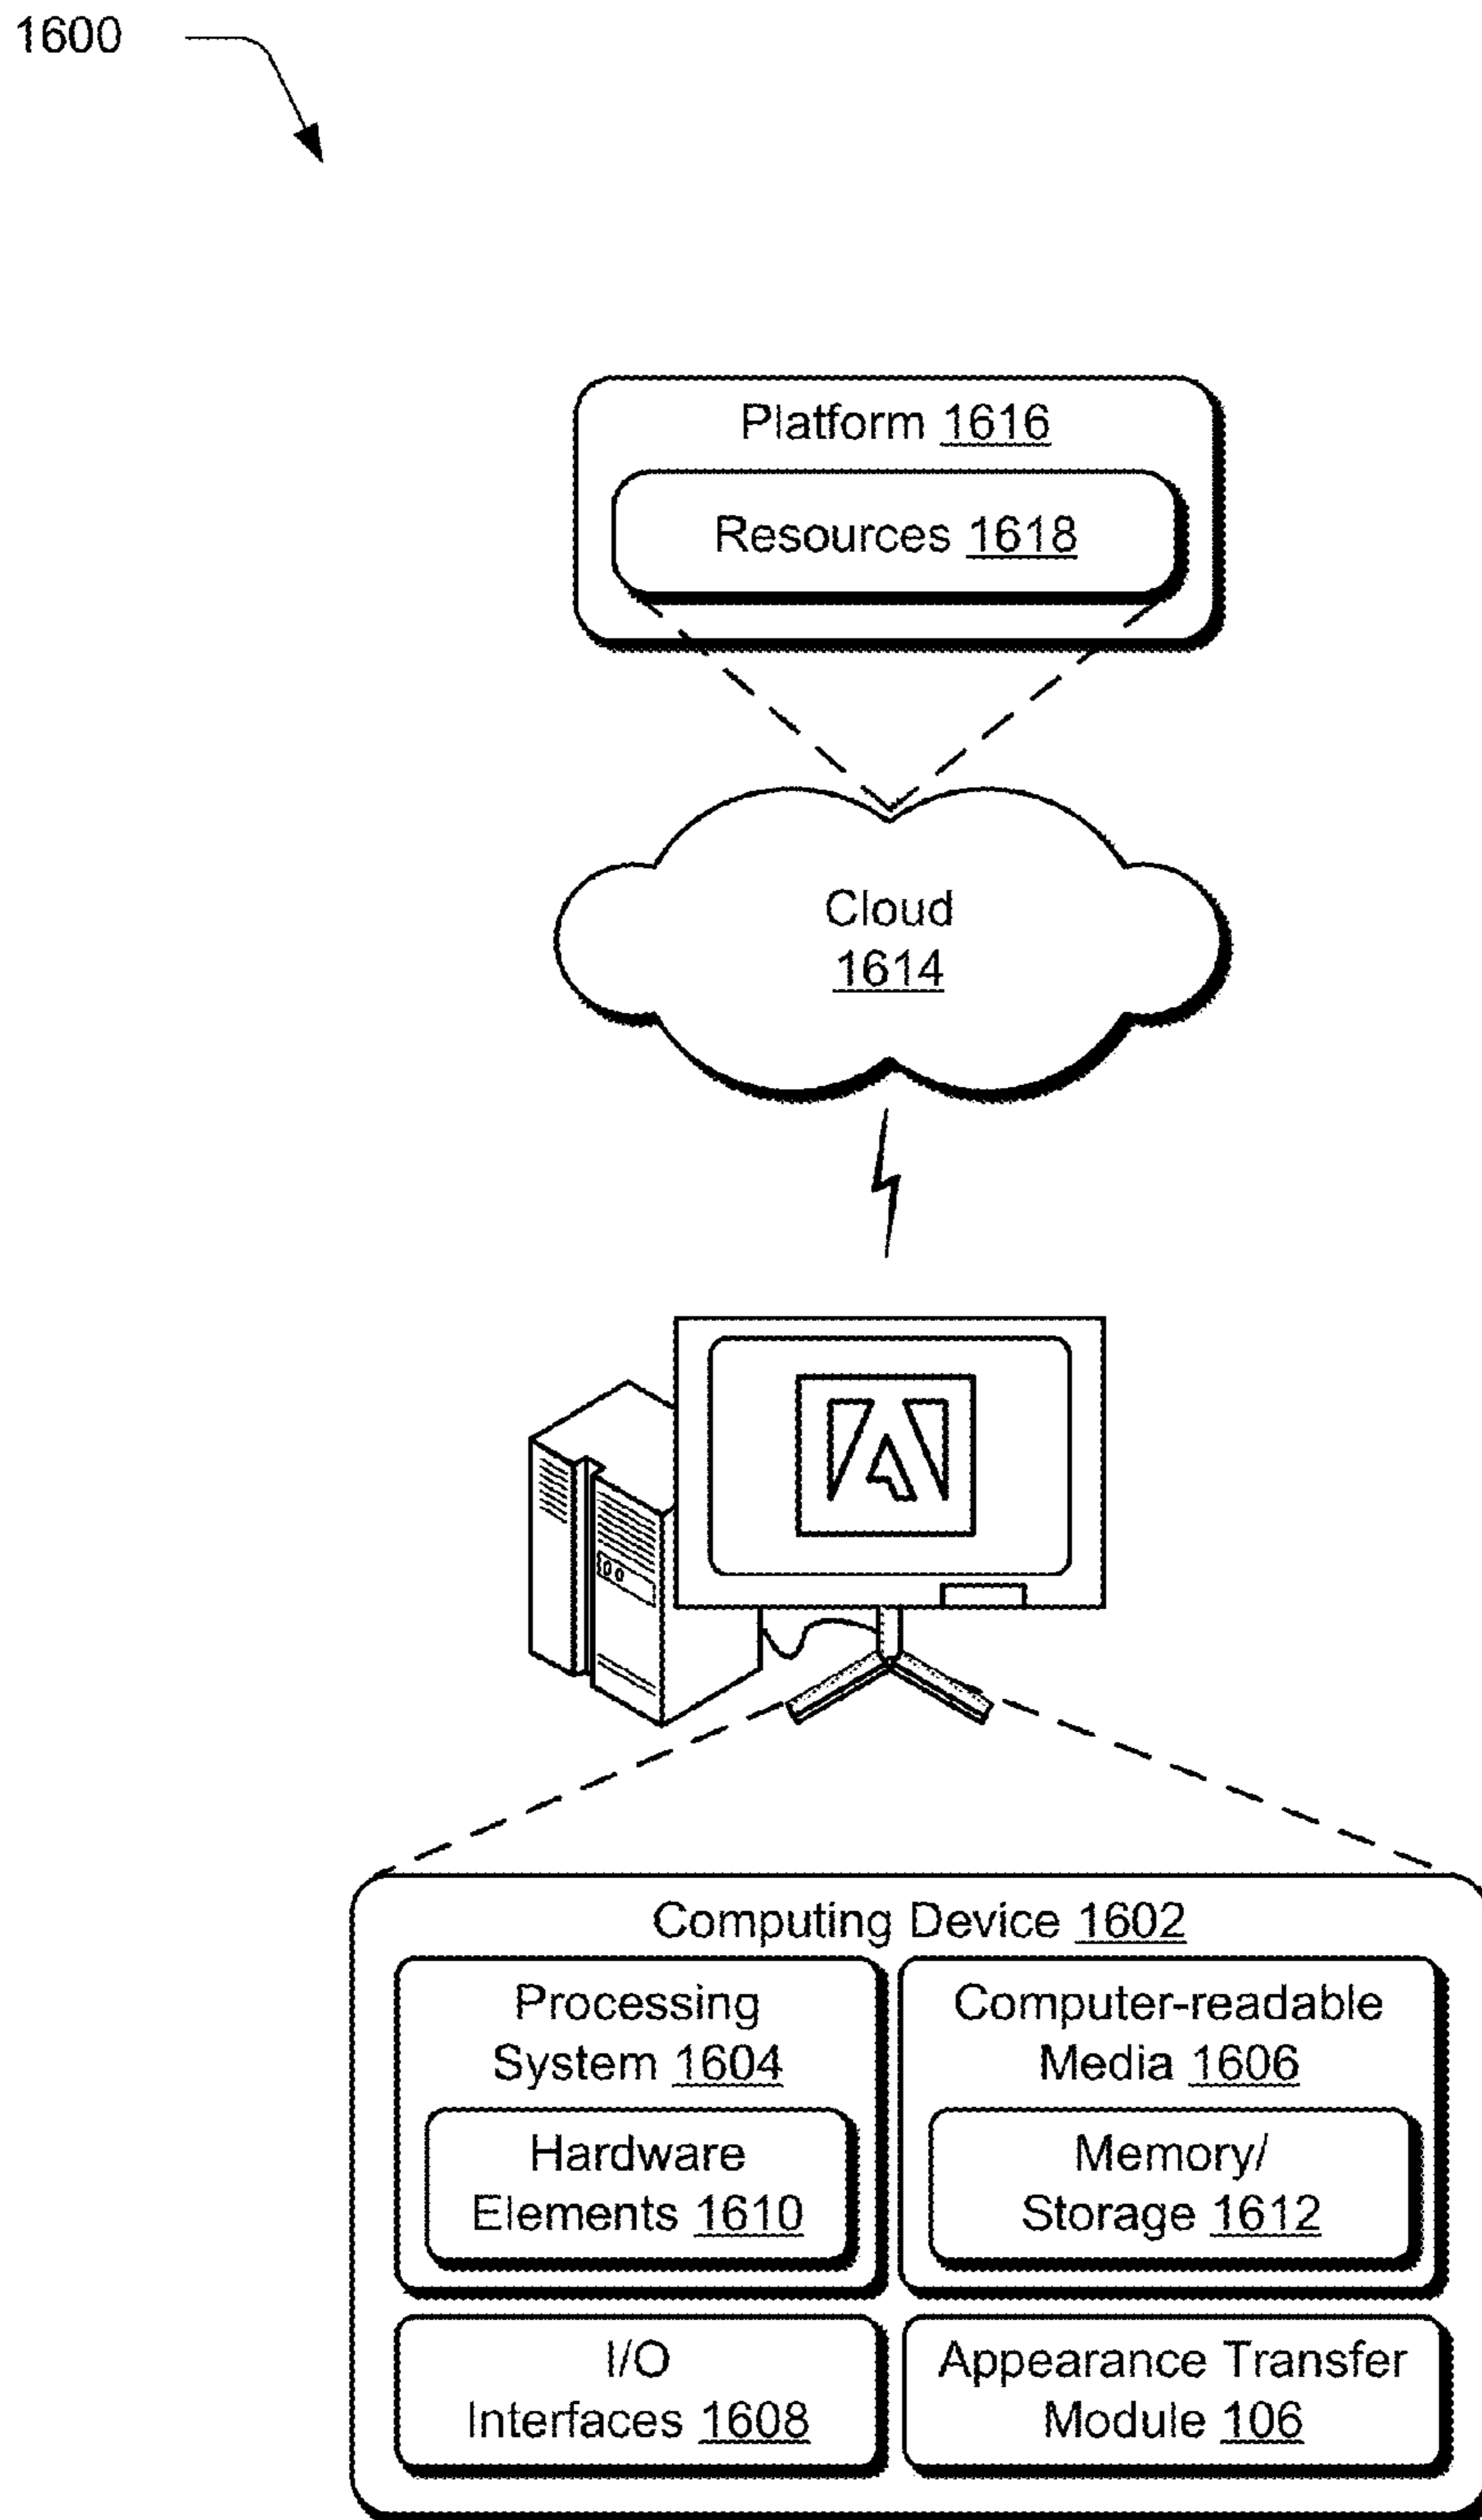 1600
Platform 1616
Resources 1618
Cloud
1614
Computing Device 1602
Processing
System 1604
Hardware
Elements 1610
Computer-readable
Media 1606
Memory/
Storage 1612
I/O
Interfaces 1608
Appearance Transfer
Module 106